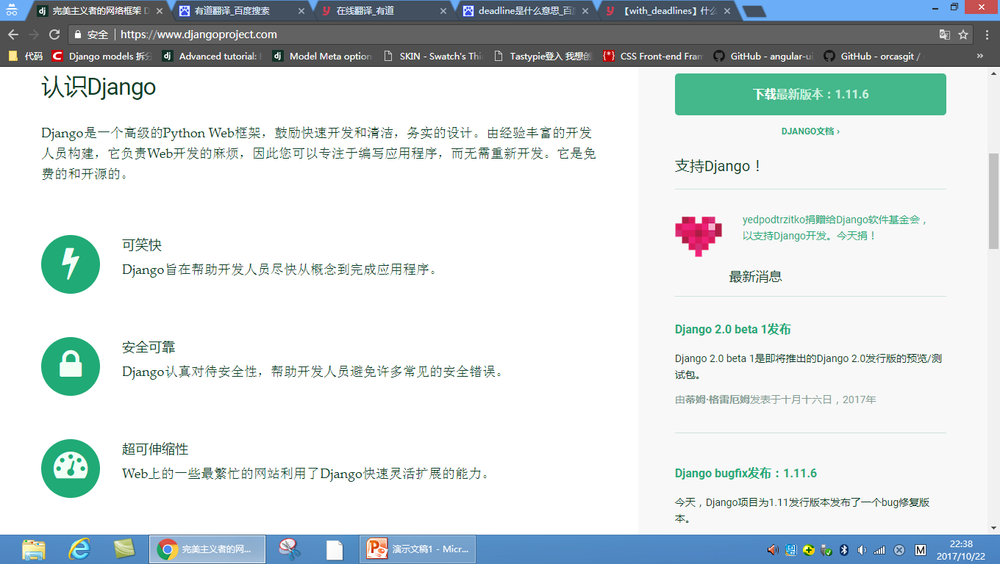 完美主义者的网络框架 D
有道翻译_百度搜索
在线翻译_有道
deadline是什么意思_百
【with_deadlines】什么
安全
https://www.djangoproject.com
代码
Django models 拆分
Advanced tutorial:
Model Meta option
SKIN - Swatch's Thi
Tastypie登入 我想创
CSS Front-end Fram
GitHub - angular-ui
GitHub - orcasgit /
»
认识Django
Django是一个高级的Python Web框架，鼓励快速开发和清洁，务实的设计。由经验丰富的开发
人员构建，它负责Web开发的麻烦，因此您可以专注于编写应用程序，而无需重新开发。它是免
费的和开源的。
可笑快
Django旨在帮助开发人员尽快从概念到完成应用程序。
安全可靠
Django认真对待安全性，帮助开发人员避免许多常见的安全错误。
超可伸缩性
Web上的一些最繁忙的网站利用了Django快速灵活扩展的能力。
下载最新版本：1.11.6
DJANGO文档 ›
支持Django！
yedpodtrzitko捐赠给Django软件基金会，
以支持Django开发。今天捐！
最新消息
Django 2.0 beta 1发布
Django 2.0 beta 1是即将推出的Django 2.0发行版的预览/测
试包。
由蒂姆·格雷厄姆发表于十月十六日，2017年
Django bugfix发布：1.11.6
今天，Django项目为1.11发行版本发布了一个bug修复版
本。
完美主义者的网...
演示文稿1 - Micr...
M
22:38
2017/10/22